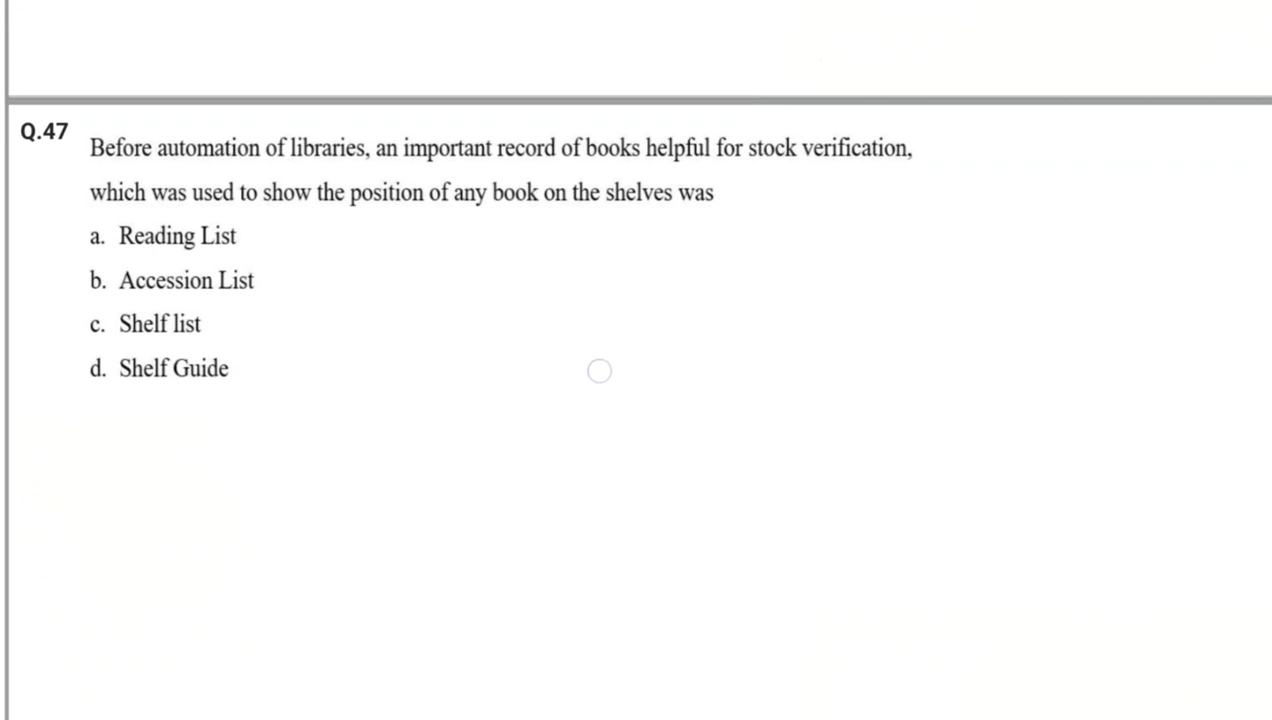 Q.47
Before automation of libraries, an important record of books helpful for stock verification,
which was used to show the position of any book on the shelves was
a. Reading List
b. Accession List
c. Shelf list
d. Shelf Guide